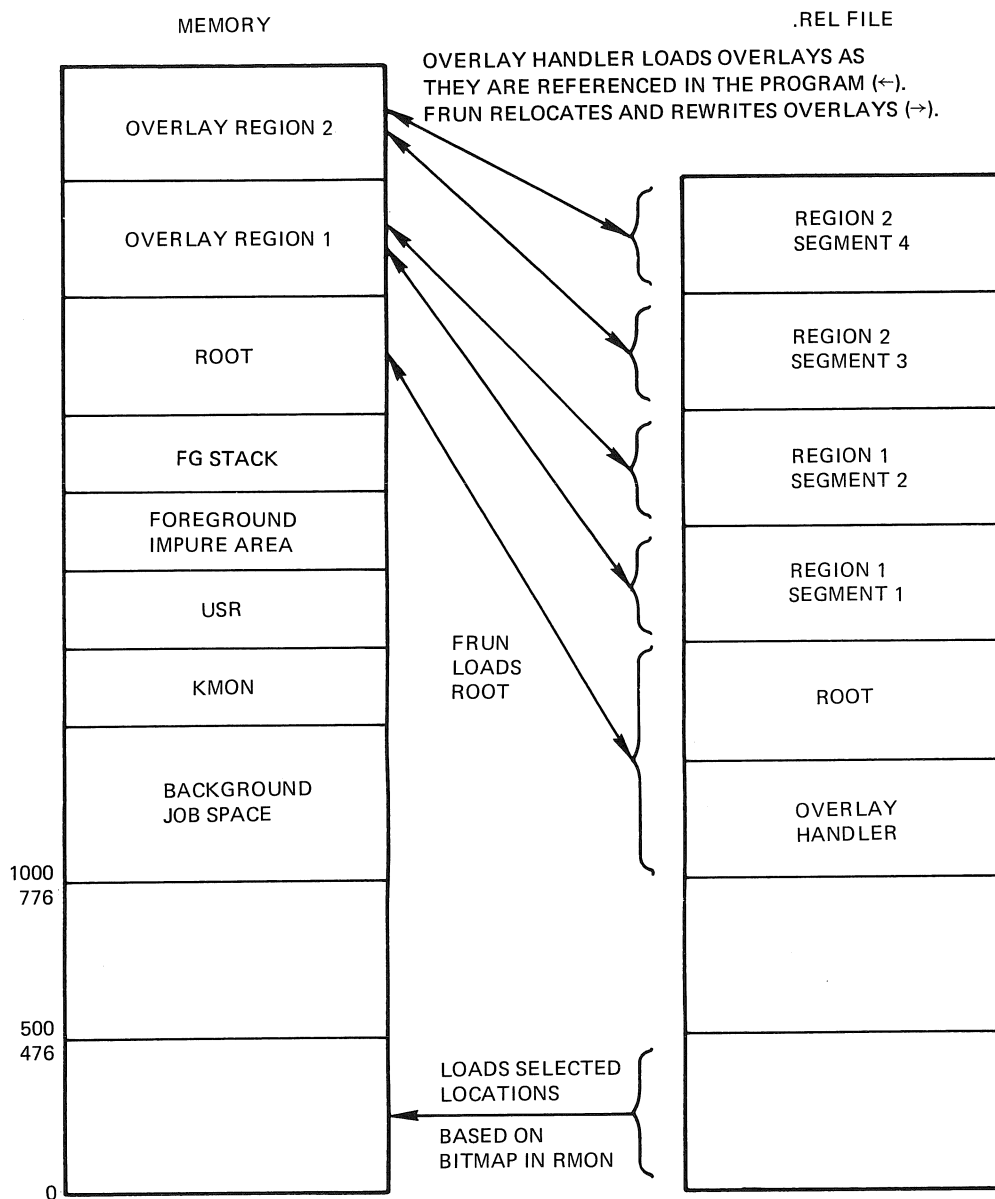 MEMORY
.REL FILE
OVERLAY HANDLER LOADS OVERLAYS AS
THEY ARE REFERENCED IN THE PROGRAM (←).
FRUN RELOCATES AND REWRITES OVERLAYS (→).
OVERLAY REGION 2
OVERLAY REGION 1
ROOT
FG STACK
FOREGROUND
IMPURE AREA
USR
KMON
BACKGROUND
JOB SPACE
1000
776
500
476
0
FRUN
LOADS
ROOT
LOADS SELECTED
LOCATIONS
BASED ON
BITMAP IN RMON
REGION 2
SEGMENT 4
REGION 2
SEGMENT 3
REGION 1
SEGMENT 2
REGION 1
SEGMENT 1
ROOT
OVERLAY
HANDLER